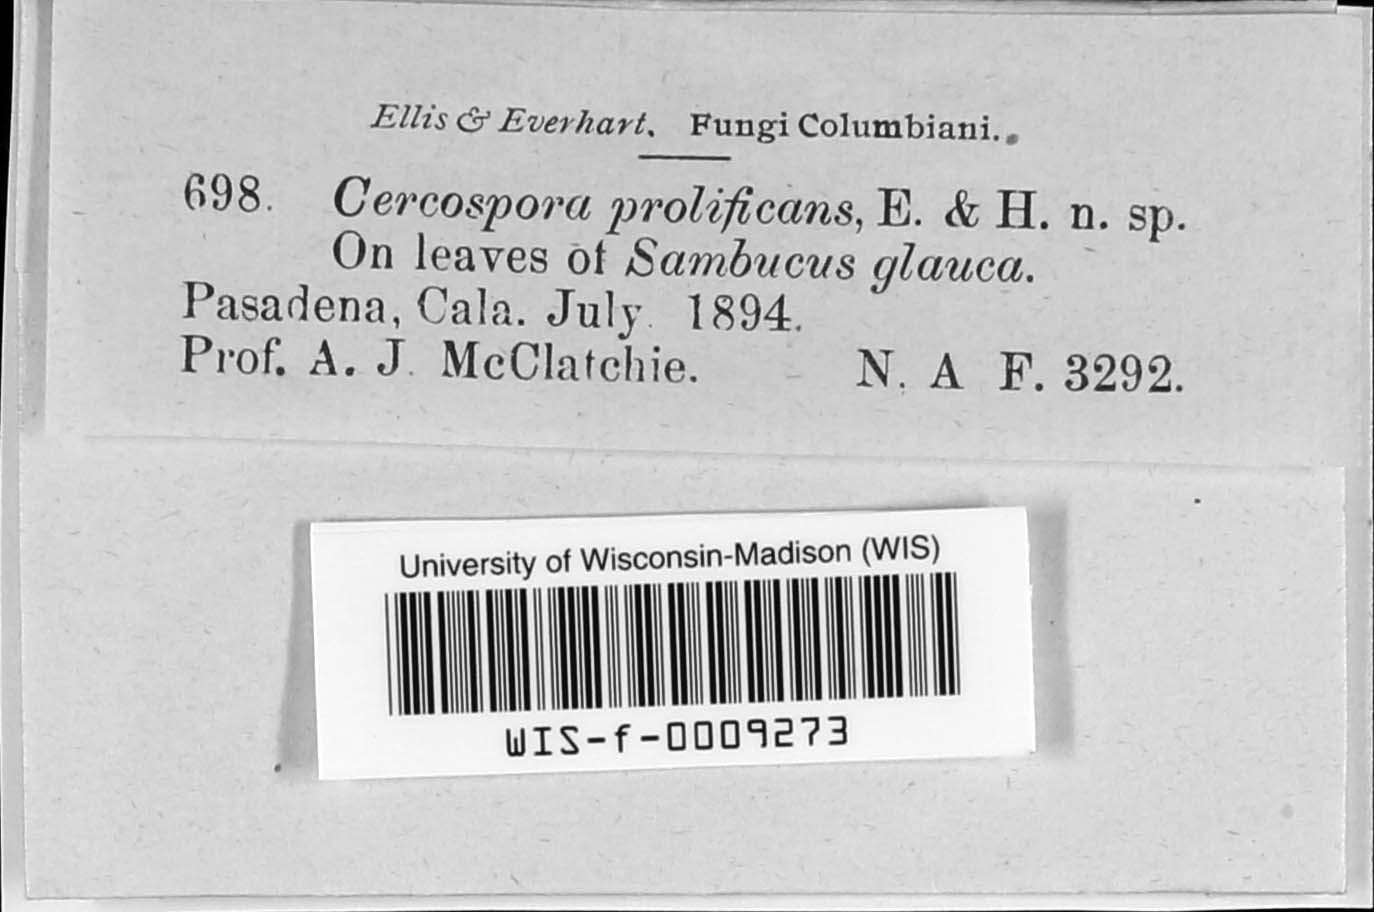 Ellis & Everhart. Fungi Columbiani.
698. Cercospora prolificans, E. & H. n. sp.
On leaves of Sambucus glauca.
Pasadena, Cala. July 1894.
Prof. A. J. McClatchie. N. A F. 3292.
University of Wisconsin-Madison (WIS)
WIS-f-0009273